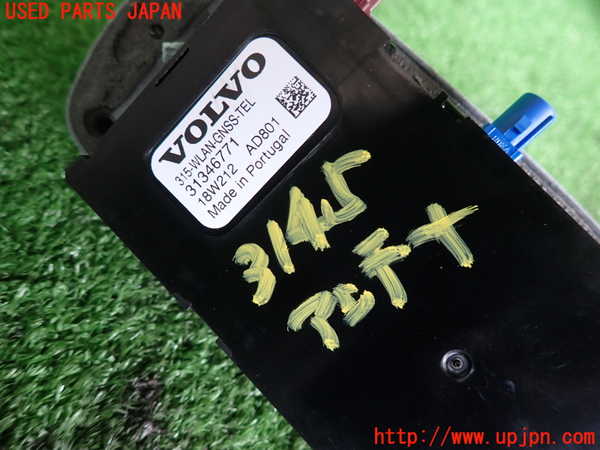 USED PARTS JAPAN
VOLVO
315-WLAN-GNSS-TEL
31346771
18W212 AD801
Made in Portugal
3145
アンテナ
http://www.upjpn.com/